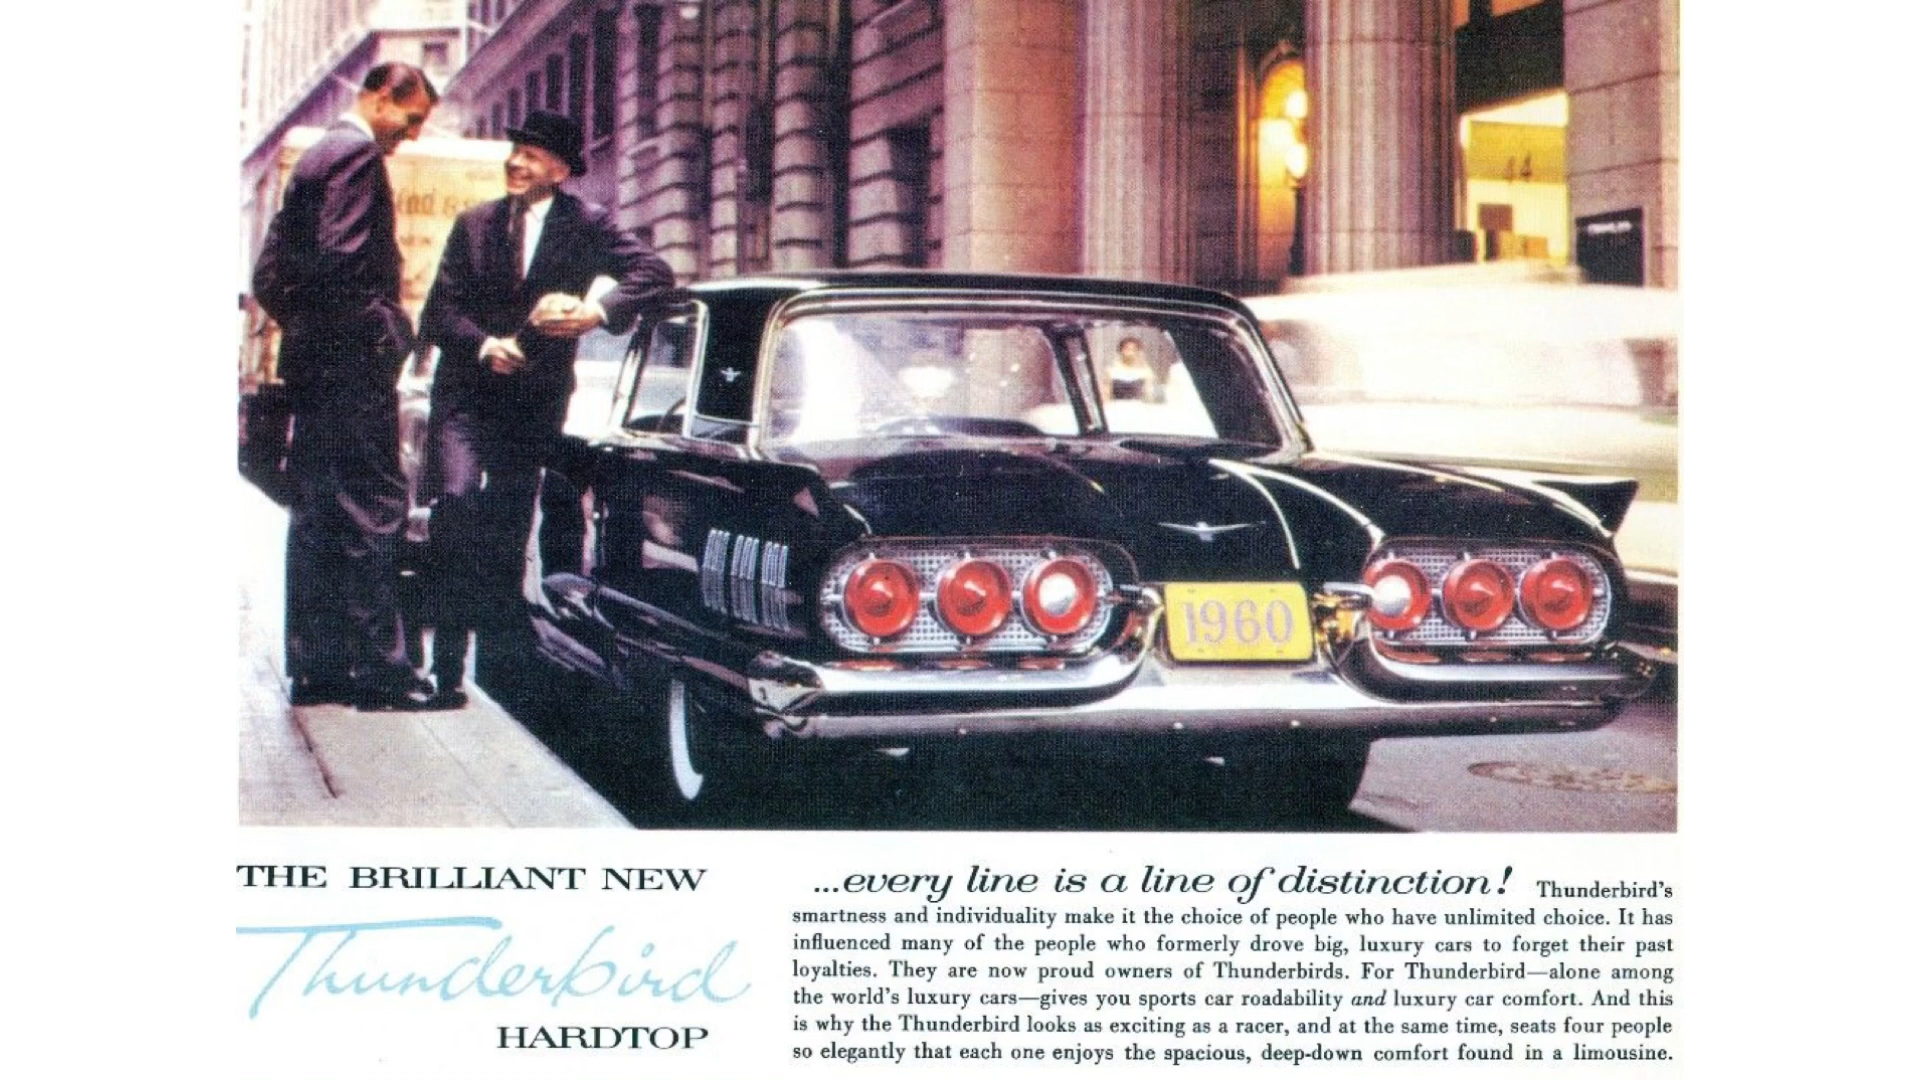 44
1960
THE BRILLIANT NEW
Thunderbird
HARDTOP
...every line is a line of distinction! Thunderbird's
smartness and individuality make it the choice of people who have unlimited choice. It has
influenced many of the people who formerly drove big, luxury cars to forget their past
loyalties. They are now proud owners of Thunderbirds. For Thunderbird—alone among
the world's luxury cars—gives you sports car roadability and luxury car comfort. And this
is why the Thunderbird looks as exciting as a racer, and at the same time, seats four people
so elegantly that each one enjoys the spacious, deep-down comfort found in a limousine.